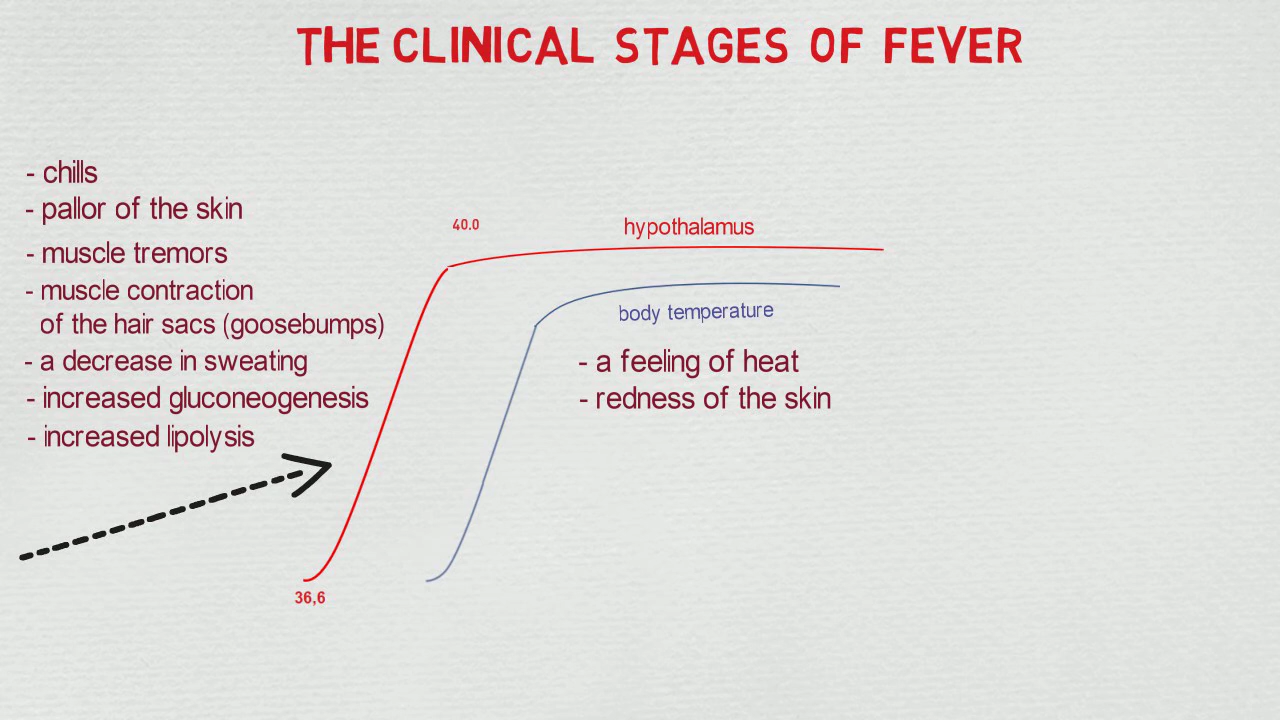 THE CLINICAL STAGES OF FEVER
- chills
- pallor of the skin
- muscle tremors
- muscle contraction
of the hair sacs (goosebumps)
- a decrease in sweating
- increased gluconeogenesis
- increased lipolysis
40.0
hypothalamus
body temperature
- a feeling of heat
- redness of the skin
36,6